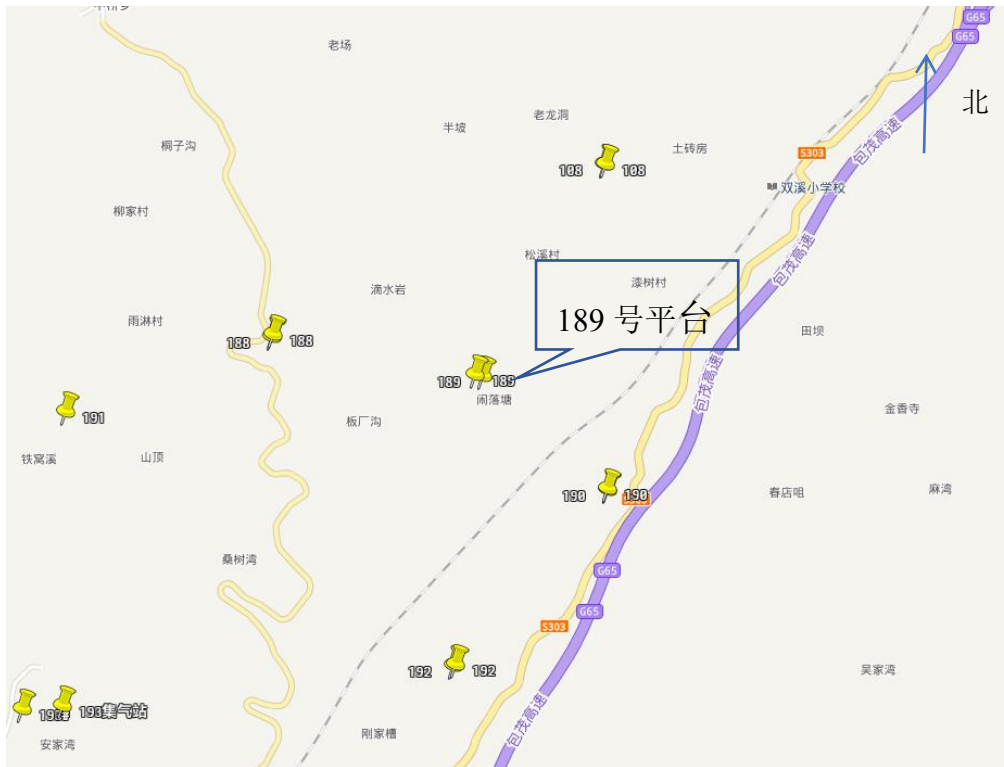 G65
老场
G65
北
老龙洞
半坡
包茂高速
桐子沟
土砖房
S303
108
108
双溪小学校
柳家村
松溪村
包茂高速
漆树村
滴水岩
189 号平台
雨淋村
田坝
188
188
189
189
包茂高速
闹落塘
金香寺
191
板厂沟
铁窝溪
山顶
麻湾
春店咀
190
190
桑树湾
G65
G65
S303
192
192
吴家湾
193集气站
包茂高速
刚家槽
安家湾